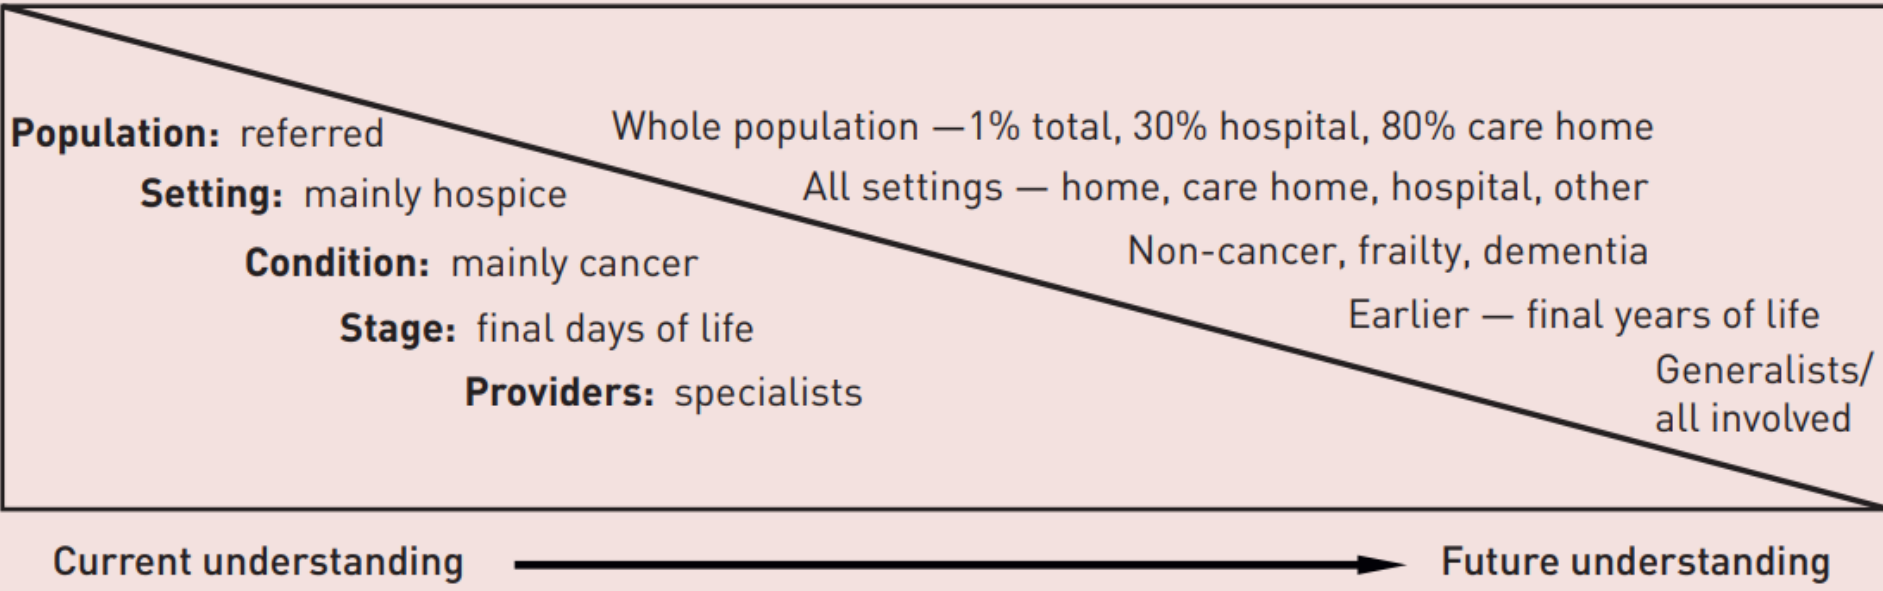 Population: referred
Whole population —1% total, 30% hospital, 80% care home
Setting: mainly hospice
All settings — home, care home, hospital, other
Condition: mainly cancer
Non-cancer, frailty, dementia
Stage: final days of life
Earlier — final years of life
Providers: specialists
Generalists/
all involved
Current understanding
Future understanding